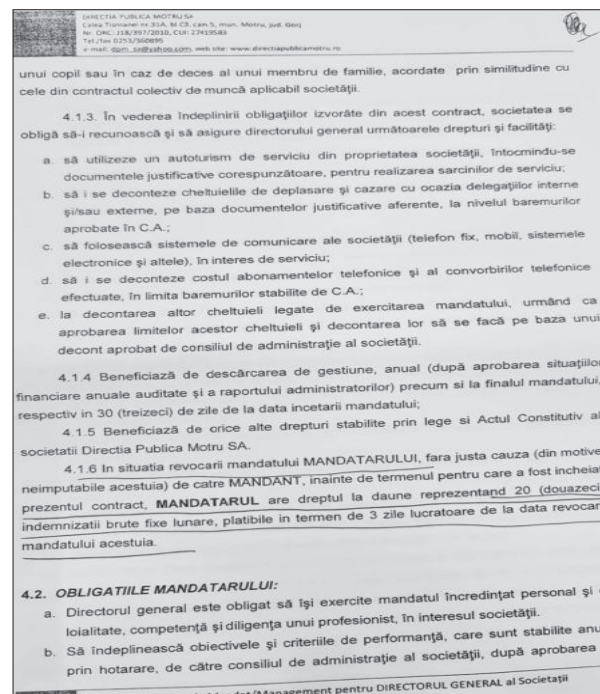 DIRECTIA PUBLICA MOTRU SA
Calea Tismanei nr.31A, bl.C3, cam 5, mun. Motru, jud. Gorj
Nr. ORC: J18/397/2010, CUI: 27419583
Tel./fax 0253/360895
e-mail: dpm_sa@yahoo.com, web site: www.directiapublicamotru.ro
unui copil sau în caz de deces al unui membru de familie, acordate prin similitudine cu
cele din contractul colectiv de muncă aplicabil societăţii.
4.1.3. În vederea îndeplinirii obligaţiilor izvorâte din acest contract, societatea se
obligă să-i recunoască şi să asigure directorului general următoarele drepturi şi facilităţi:
a. să utilizeze un autoturism de serviciu din proprietatea societăţii, întocmindu-se
documentele justificative corespunzătoare, pentru realizarea sarcinilor de serviciu;
b. să i se deconteze cheltuielile de deplasare şi cazare cu ocazia delegaţiilor interne
şi/sau externe, pe baza documentelor justificative aferente, la nivelul baremurilor
aprobate în C.A.;
c. să folosească sistemele de comunicare ale societăţii (telefon fix, mobil, sistemele
electronice şi altele), în interes de serviciu;
d. să i se deconteze costul abonamentelor telefonice şi al convorbirilor telefonice
efectuate, în limita baremurilor stabilite de C.A.;
e. la decontarea altor cheltuieli legate de exercitarea mandatului, urmând ca
aprobarea limitelor acestor cheltuieli şi decontarea lor să se facă pe baza unui
decont aprobat de consiliul de administraţie al societăţii.
4.1.4 Beneficiază de descărcarea de gestiune, anual (după aprobarea situaţiilor
financiare anuale auditate şi a raportului administratorilor) precum si la finalul mandatului,
respectiv in 30 (treizeci) de zile de la data incetarii mandatului;
4.1.5 Beneficiază de orice alte drepturi stabilite prin lege si Actul Constitutiv al
societatii Directia Publica Motru SA.
4.1.6 In situatia revocarii mandatului MANDATARULUI, fara justa cauza (din motive
neimputabile acestuia) de catre MANDANT, inainte de termenul pentru care a fost incheiat
prezentul contract, MANDATARUL are dreptul la daune reprezentand 20 (douazeci)
indemnizatii brute fixe lunare, platibile in termen de 3 zile lucratoare de la data revocar
mandatului acestuia.
4.2. OBLIGATIILE MANDATARULUI:
a. Directorul general este obligat să îşi exercite mandatul încredinţat personal şi
loialitate, competenţă şi diligenţa unui profesionist, în interesul societăţii.
b. Să îndeplinească obiectivele şi criteriile de performanţă, care sunt stabilite anu
prin hotarare, de către consiliul de administraţie al societăţii, după aprobarea
/Management pentru DIRECTORUL GENERAL al Societaţii